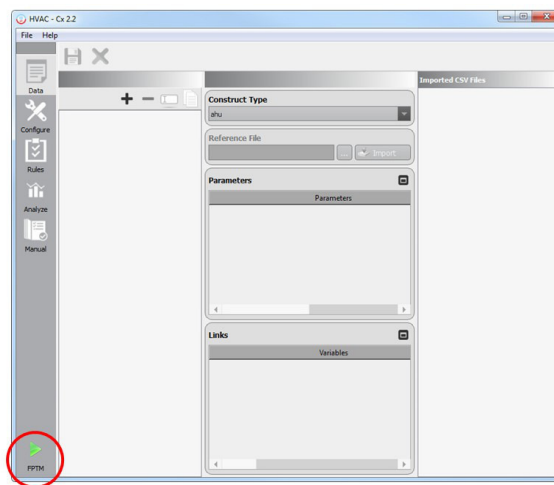 HVAC - Cx 2.2
File Help
Data
Configure
Rules
Analyze
Manual
FPTM
Construct Type
ahu
Reference File
... Import
Parameters
Parameters
Links
Variables
Imported CSV Files